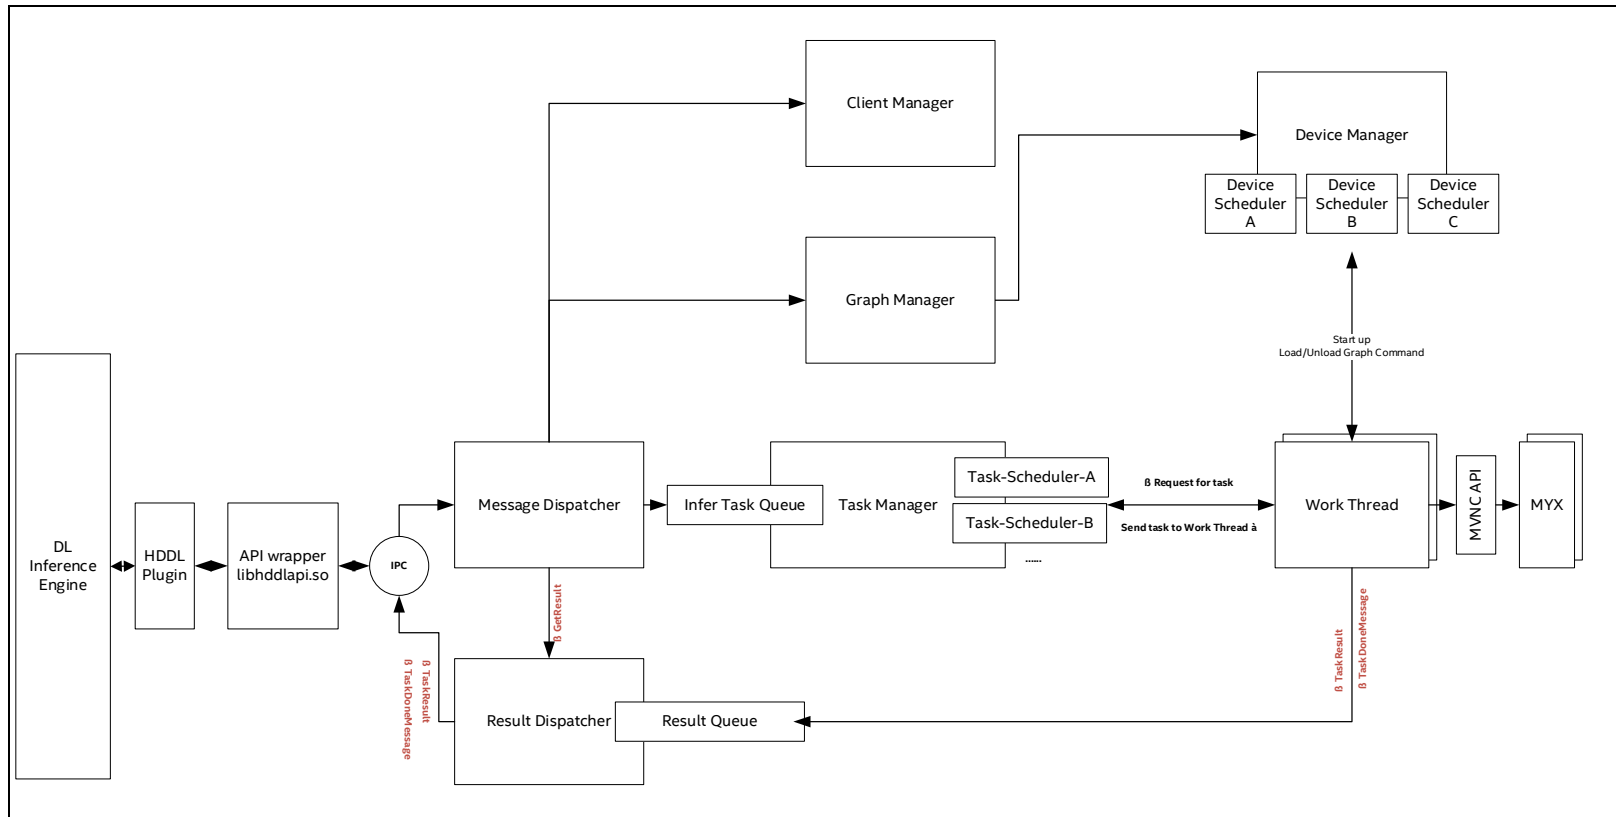 Client Manager
Device Manager
Device
Scheduler
A
Device
Scheduler
B
Device
Scheduler
C
Graph Manager
Start up
Load/Unload Graph Command
DL
Inference
Engine
HDDL
Plugin
API wrapper
libhddlapi.so
IPC
Message Dispatcher
Infer Task Queue
Task Manager
Task-Scheduler-A
Task-Scheduler-B
......
ß Request for task
Send task to Work Thread à
Work Thread
MVNC API
MYX
ß GetResult
ß TaskResult
ß TaskDoneMessage
ß TaskResult
ß TaskDoneMessage
Result Dispatcher
Result Queue